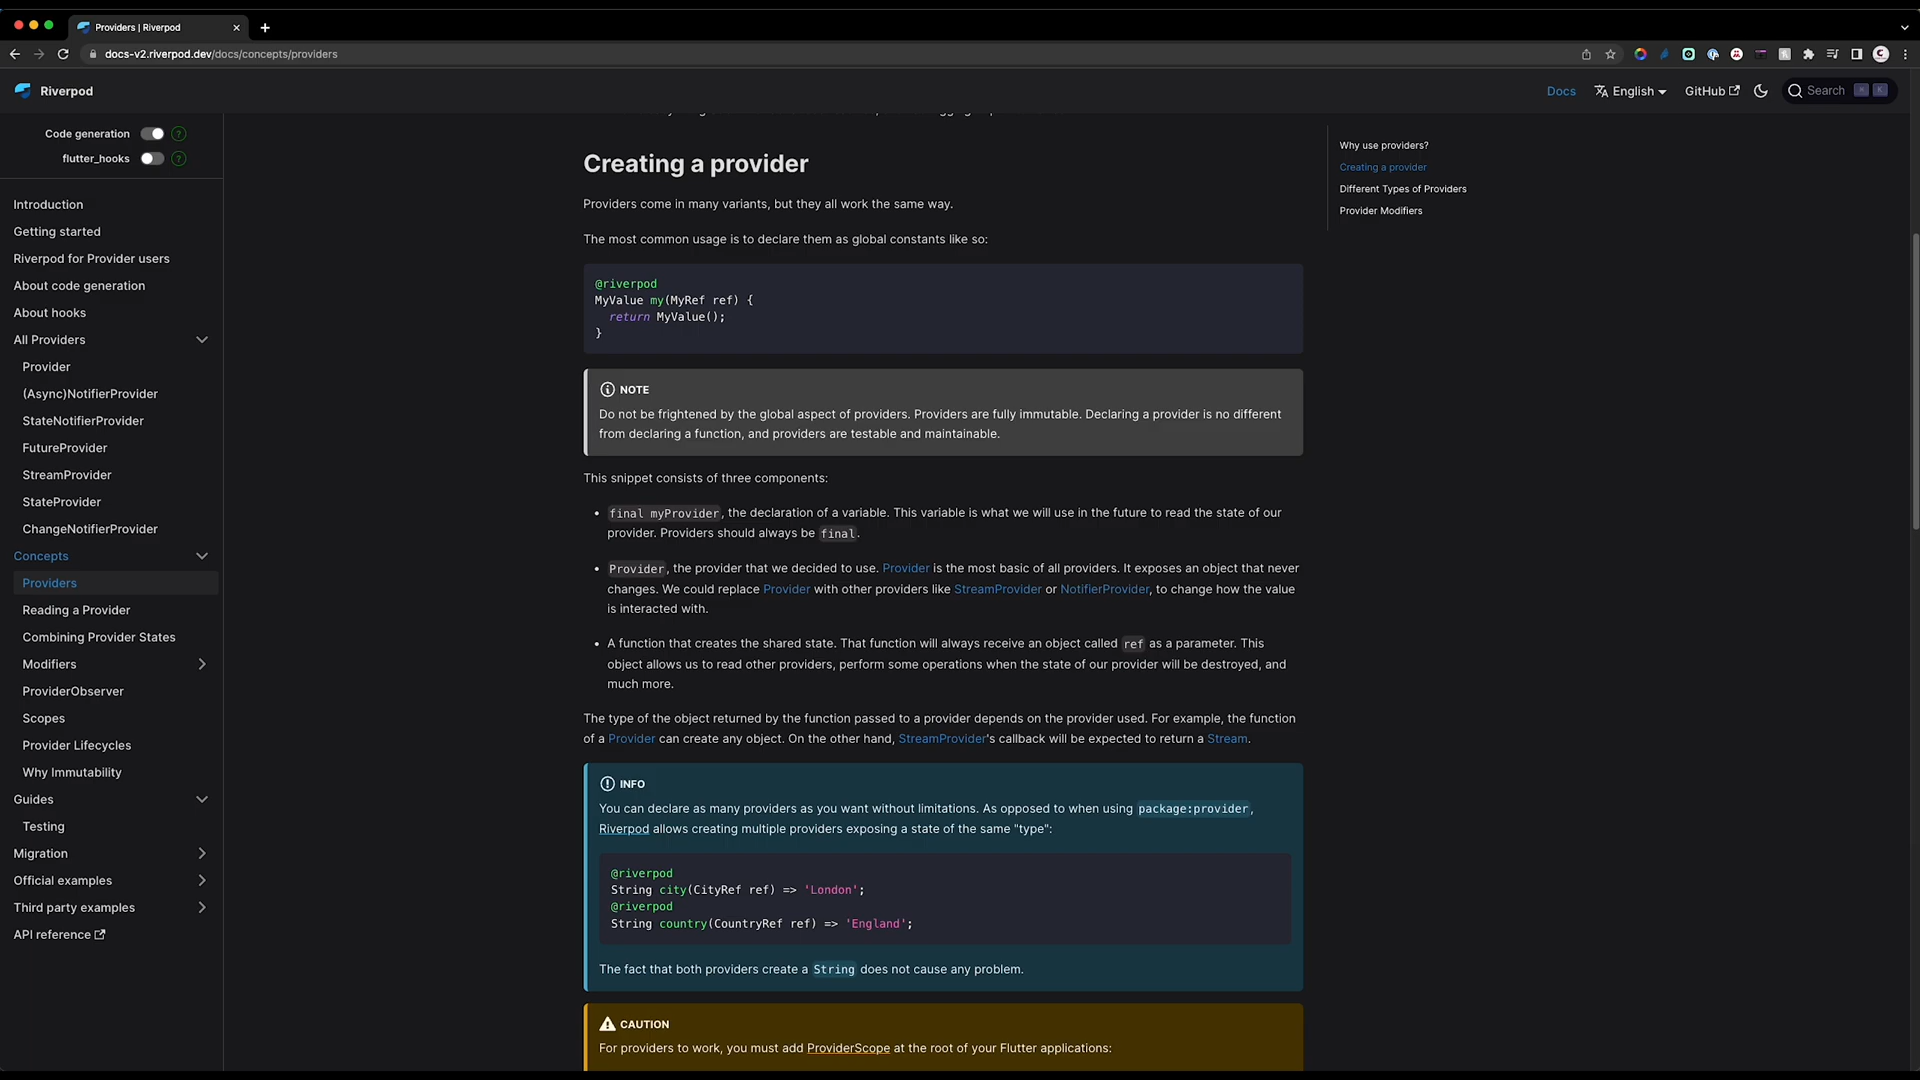 Providers | Riverpod
docs-v2.riverpod.dev/docs/concepts/providers
Riverpod
Docs
English
GitHub
Search
Code generation
?
flutter_hooks
?
Introduction
Getting started
Riverpod for Provider users
About code generation
About hooks
All Providers
Provider
(Async)NotifierProvider
StateNotifierProvider
FutureProvider
StreamProvider
StateProvider
ChangeNotifierProvider
Concepts
Providers
Reading a Provider
Combining Provider States
Modifiers
ProviderObserver
Scopes
Provider Lifecycles
Why Immutability
Guides
Testing
Migration
Official examples
Third party examples
API reference
Creating a provider
Providers come in many variants, but they all work the same way.
The most common usage is to declare them as global constants like so:
@riverpod
MyValue my(MyRef ref) {
return MyValue();
}
NOTE
Do not be frightened by the global aspect of providers. Providers are fully immutable. Declaring a provider is no different
from declaring a function, and providers are testable and maintainable.
This snippet consists of three components:
• final myProvider, the declaration of a variable. This variable is what we will use in the future to read the state of our
provider. Providers should always be final.
• Provider, the provider that we decided to use. Provider is the most basic of all providers. It exposes an object that never
changes. We could replace Provider with other providers like StreamProvider or NotifierProvider, to change how the value
is interacted with.
• A function that creates the shared state. That function will always receive an object called ref as a parameter. This
object allows us to read other providers, perform some operations when the state of our provider will be destroyed, and
much more.
The type of the object returned by the function passed to a provider depends on the provider used. For example, the function
of a Provider can create any object. On the other hand, StreamProvider's callback will be expected to return a Stream.
INFO
You can declare as many providers as you want without limitations. As opposed to when using package:provider,
Riverpod allows creating multiple providers exposing a state of the same "type":
@riverpod
String city(CityRef ref) => 'London';
@riverpod
String country(CountryRef ref) => 'England';
The fact that both providers create a String does not cause any problem.
CAUTION
For providers to work, you must add ProviderScope at the root of your Flutter applications:
Why use providers?
Creating a provider
Different Types of Providers
Provider Modifiers